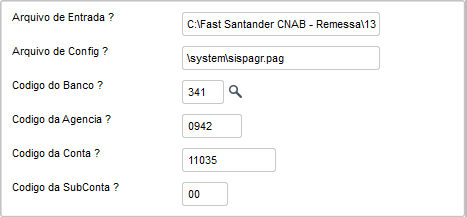 Arquivo de Entrada ? C:\Fast Santander CNAB - Remessa\13
Arquivo de Config ? \system\sispagr.pag
Codigo do Banco ? 341
Codigo da Agencia ? 0942
Codigo da Conta ? 11035
Codigo da SubConta ? 00